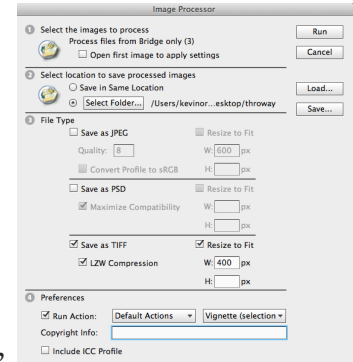 Image Processor
1 Select the images to process
Process files from Bridge only (3)
Open first image to apply settings
Run
Cancel
2 Select location to save processed images
Save in Same Location
Select Folder... /Users/kevinor...esktop/throway
Load...
Save...
3 File Type
Save as JPEG Resize to Fit
Quality: 8 W: 600 px
Convert Profile to sRGB H: px
Save as PSD Resize to Fit
Maximize Compatibility W: px
H: px
Save as TIFF Resize to Fit
LZW Compression W: 400 px
H: px
4 Preferences
Run Action: Default Actions Vignette (selection
Copyright Info:
Include ICC Profile
,